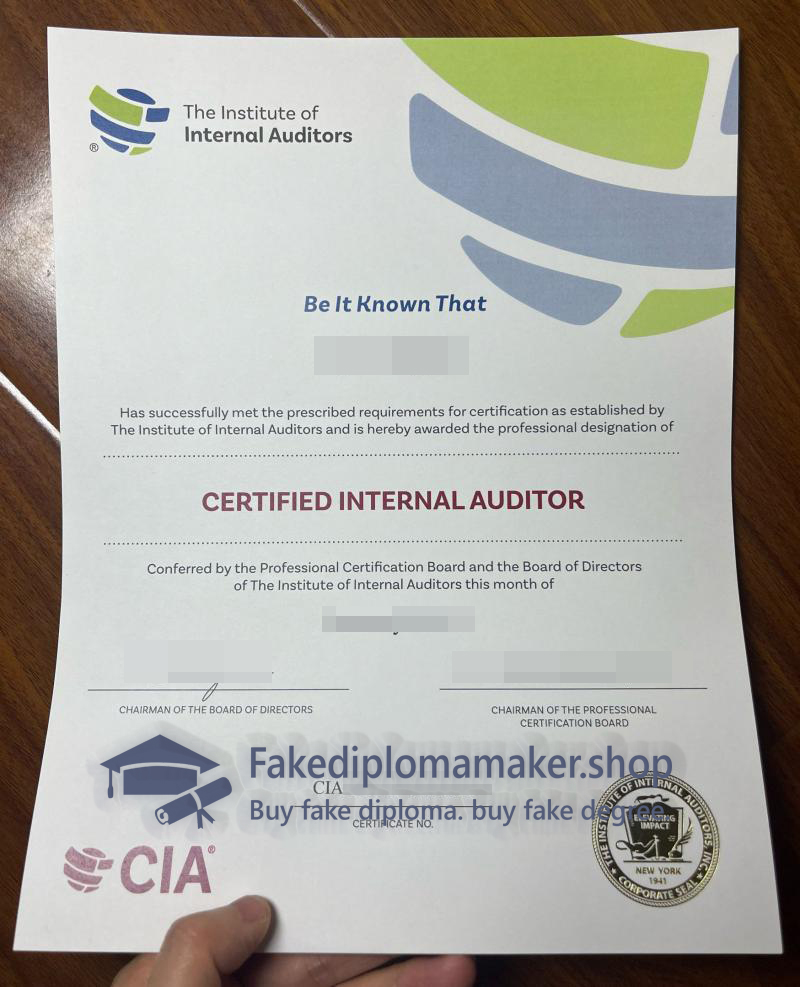 The Institute of
Internal Auditors
®
Be It Known That
Has successfully met the prescribed requirements for certification as established by
The Institute of Internal Auditors and is hereby awarded the professional designation of
CERTIFIED INTERNAL AUDITOR
Conferred by the Professional Certification Board and the Board of Directors
of The Institute of Internal Auditors this month of
CHAIRMAN OF THE BOARD OF DIRECTORS
CHAIRMAN OF THE PROFESSIONAL
CERTIFICATION BOARD
Fakediplomamaker.shop
CIA
Buy fake diploma. buy fake degree
CERTIFICATE NO.
CIA®
THE INSTITUTE OF INTERNAL AUDITORS, INC.
ELEVATING
IMPACT
NEW YORK
1941
CORPORATE SEAL